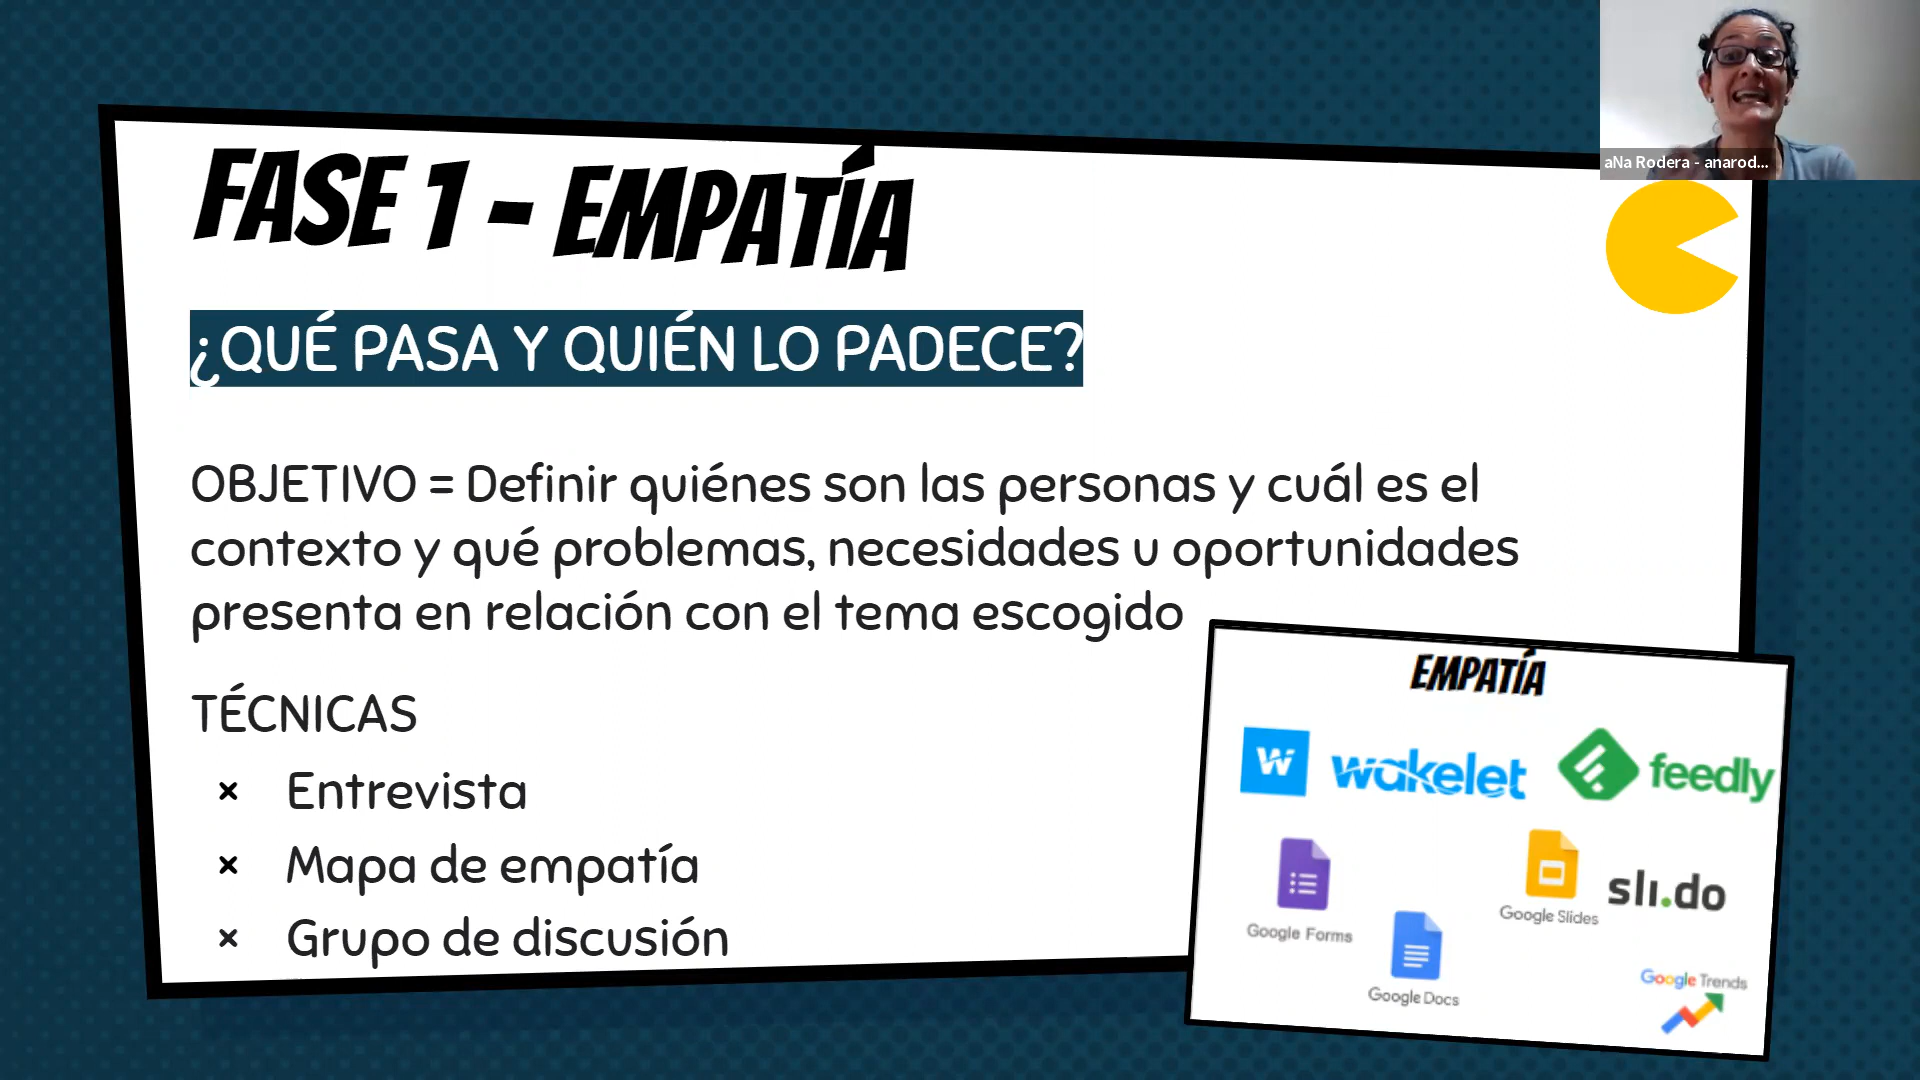 aNa Rodera - anarod...
FASE 1 - EMPATÍA
¿QUÉ PASA Y QUIÉN LO PADECE?
OBJETIVO = Definir quiénes son las personas y cuál es el
contexto y qué problemas, necesidades u oportunidades
presenta en relación con el tema escogido
TÉCNICAS
× Entrevista
× Mapa de empatía
× Grupo de discusión
EMPATÍA
W wakelet
feedly
Google Forms
Google Docs
Google Slides
sli.do
Google Trends